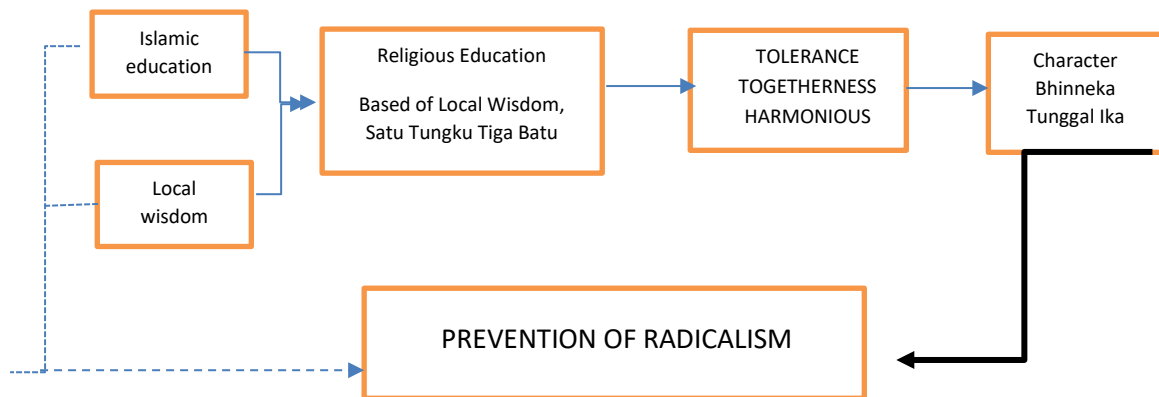 Islamic
education
Religious Education
Based of Local Wisdom,
Satu Tungku Tiga Batu
TOLERANCE
TOGETHERNESS
HARMONIOUS
Character
Bhinneka
Tunggal Ika
Local
wisdom
PREVENTION OF RADICALISM